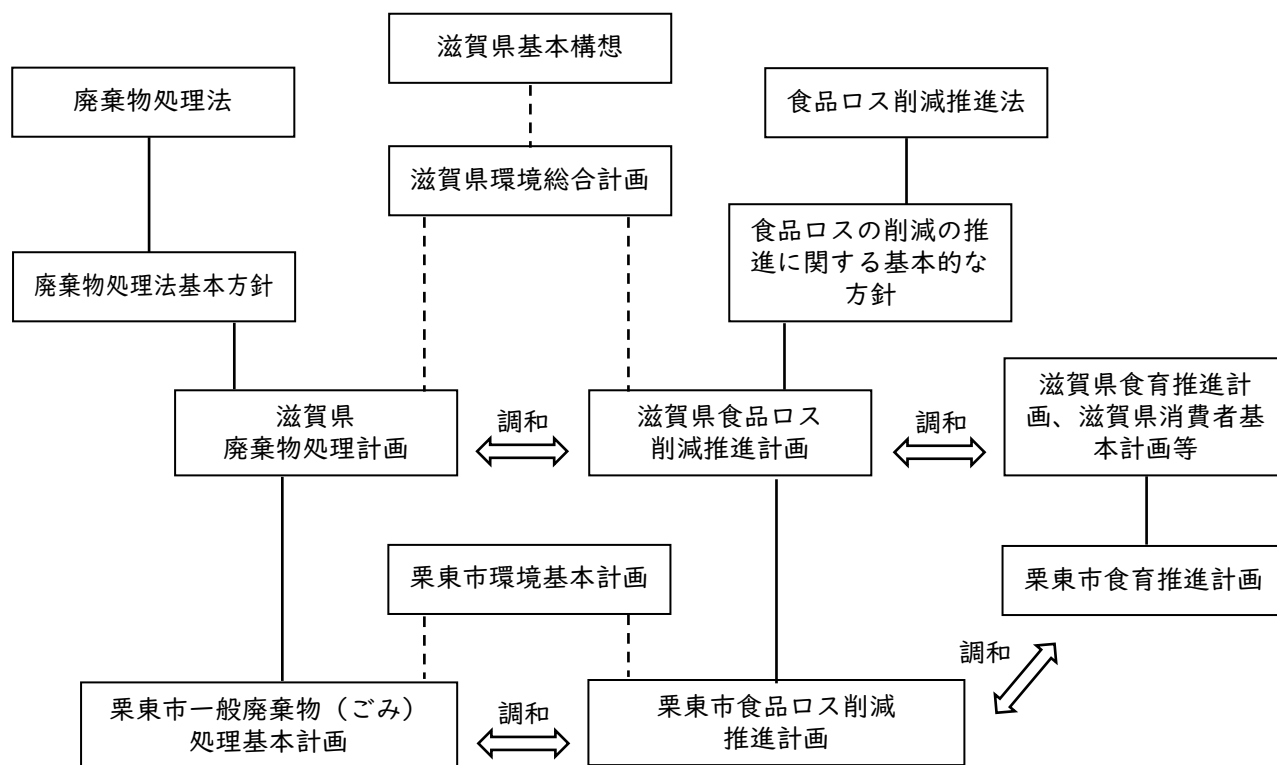 滋賀県基本構想
廃棄物処理法
食品ロス削減推進法
滋賀県環境総合計画
食品ロスの削減の推
進に関する基本的な
方針
廃棄物処理法基本方針
滋賀県
廃棄物処理計画
調和
滋賀県食品ロス
削減推進計画
調和
滋賀県食育推進計
画、滋賀県消費者基
本計画等
栗東市環境基本計画
栗東市食育推進計画
調和
栗東市一般廃棄物（ごみ）
処理基本計画
調和
栗東市食品ロス削減
推進計画